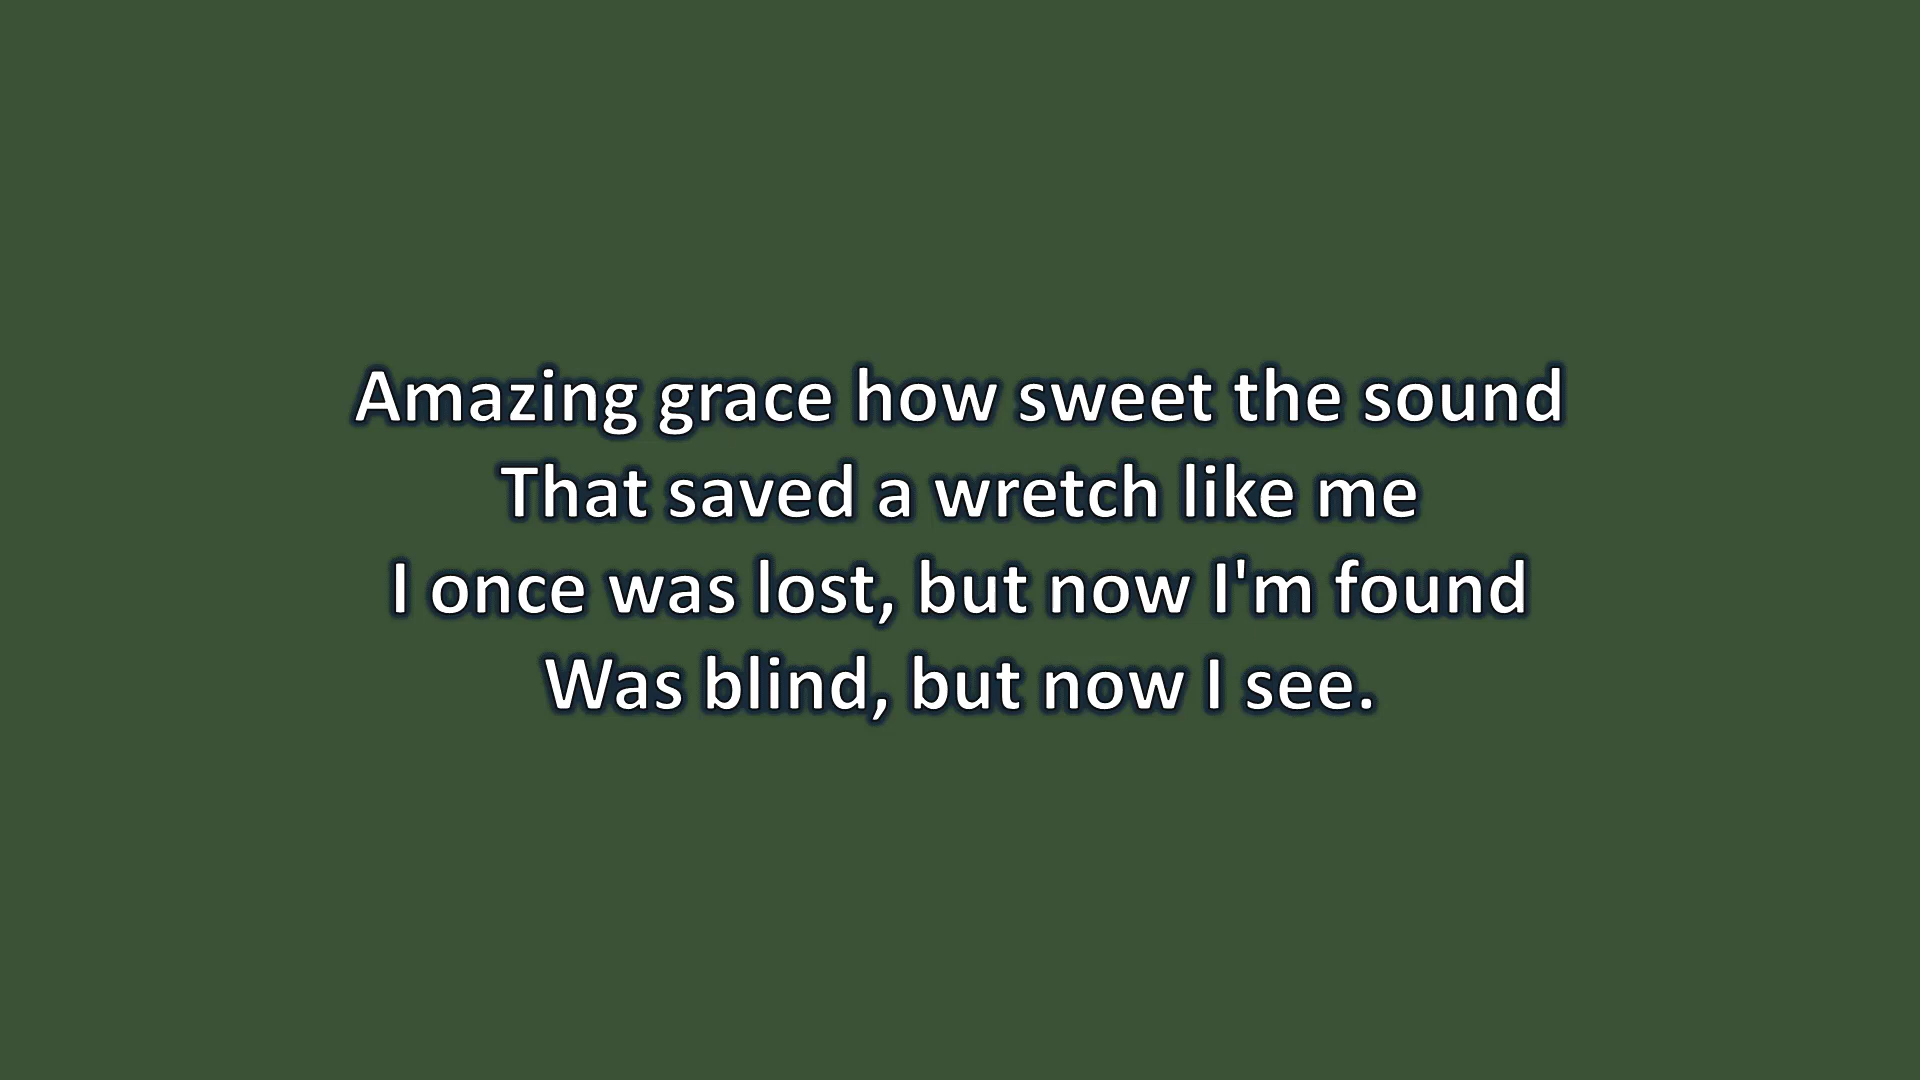 Amazing grace how sweet the sound
That saved a wretch like me
I once was lost, but now I'm found
Was blind, but now I see.